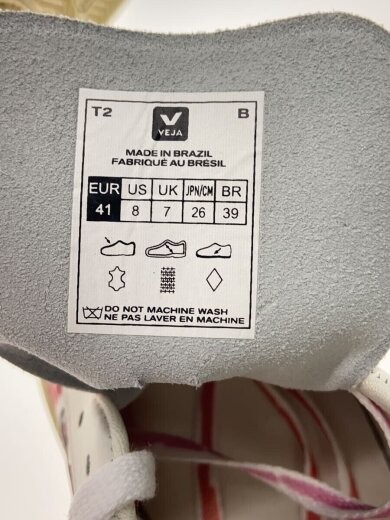 T2 VEJA B
MADE IN BRAZIL
FABRIQUÉ AU BRÉSIL
EUR US UK JPN/CM BR
41 8 7 26 39
DO NOT MACHINE WASH
NE PAS LAVER EN MACHINE